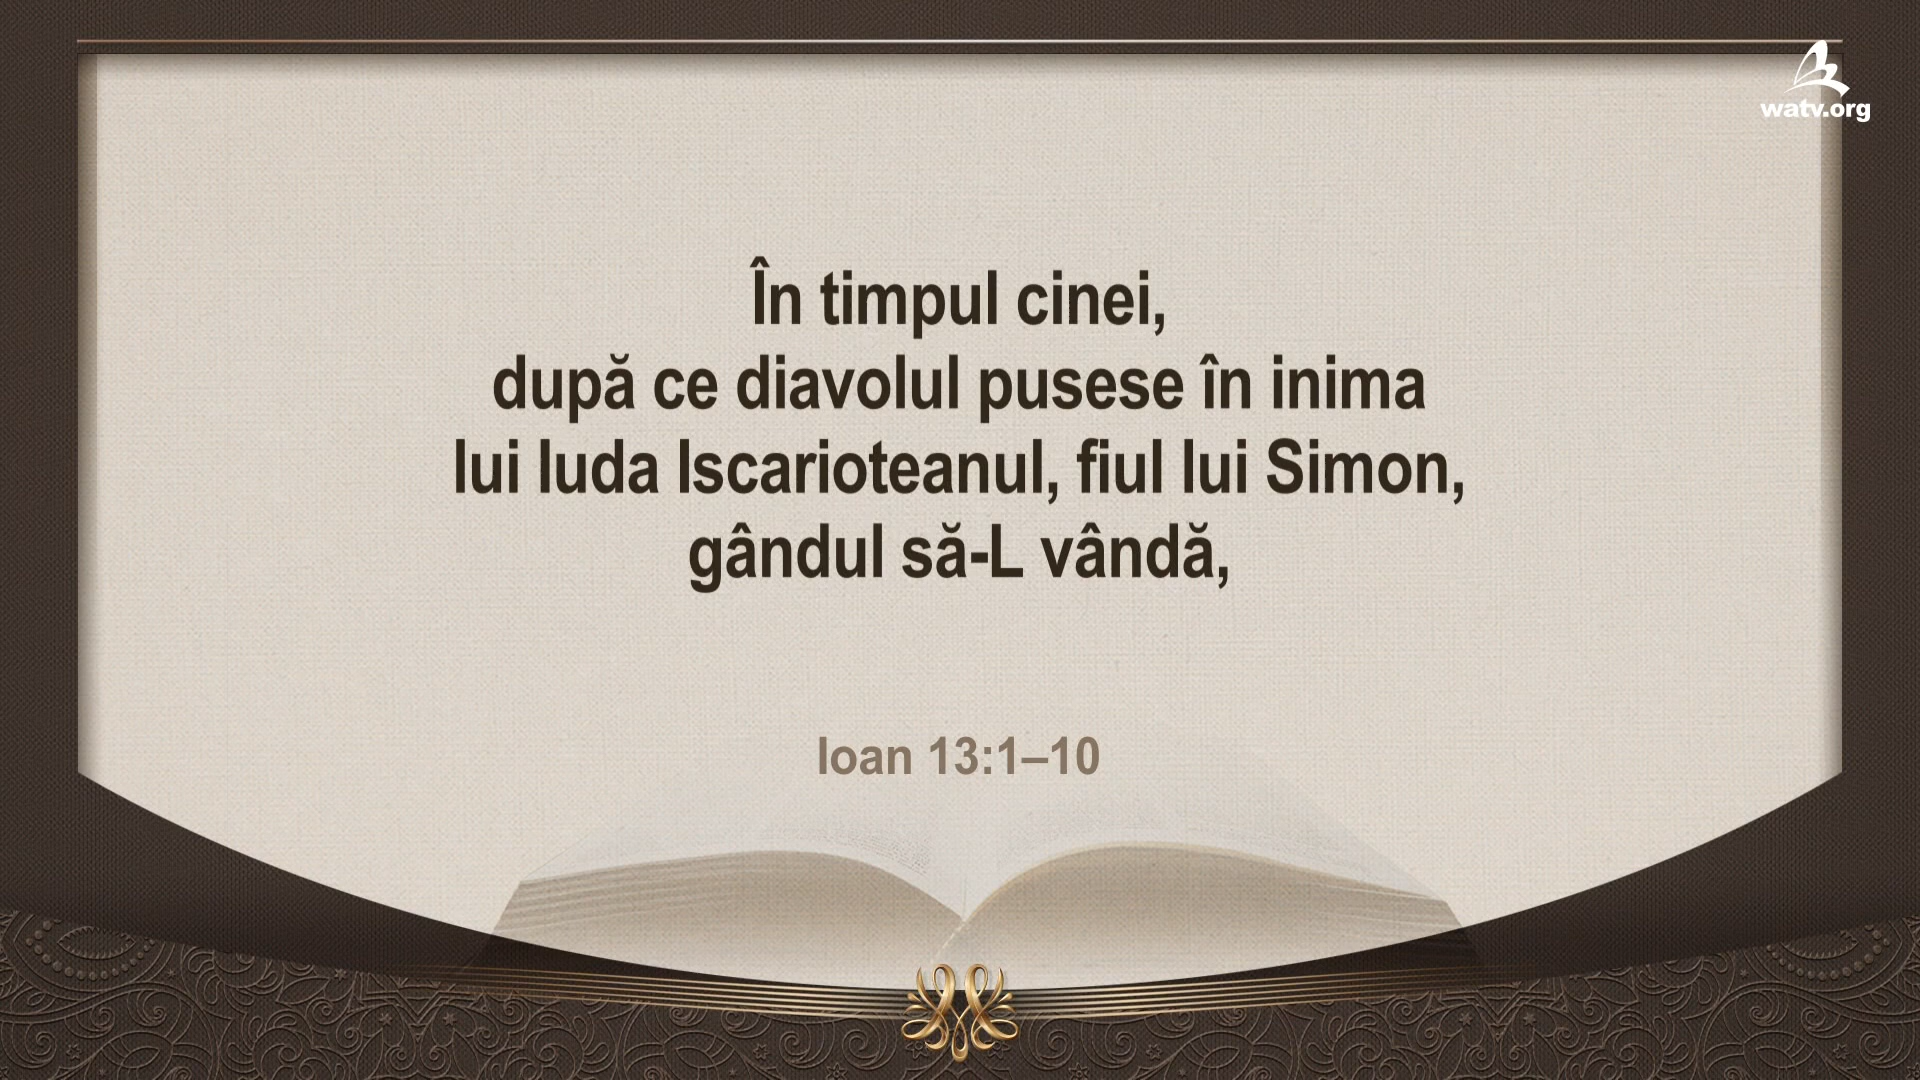 watv.org
În timpul cinei,
după ce diavolul pusese în inima
lui Iuda Iscarioteanul, fiul lui Simon,
gândul să-L vândă,
Ioan 13:1–10